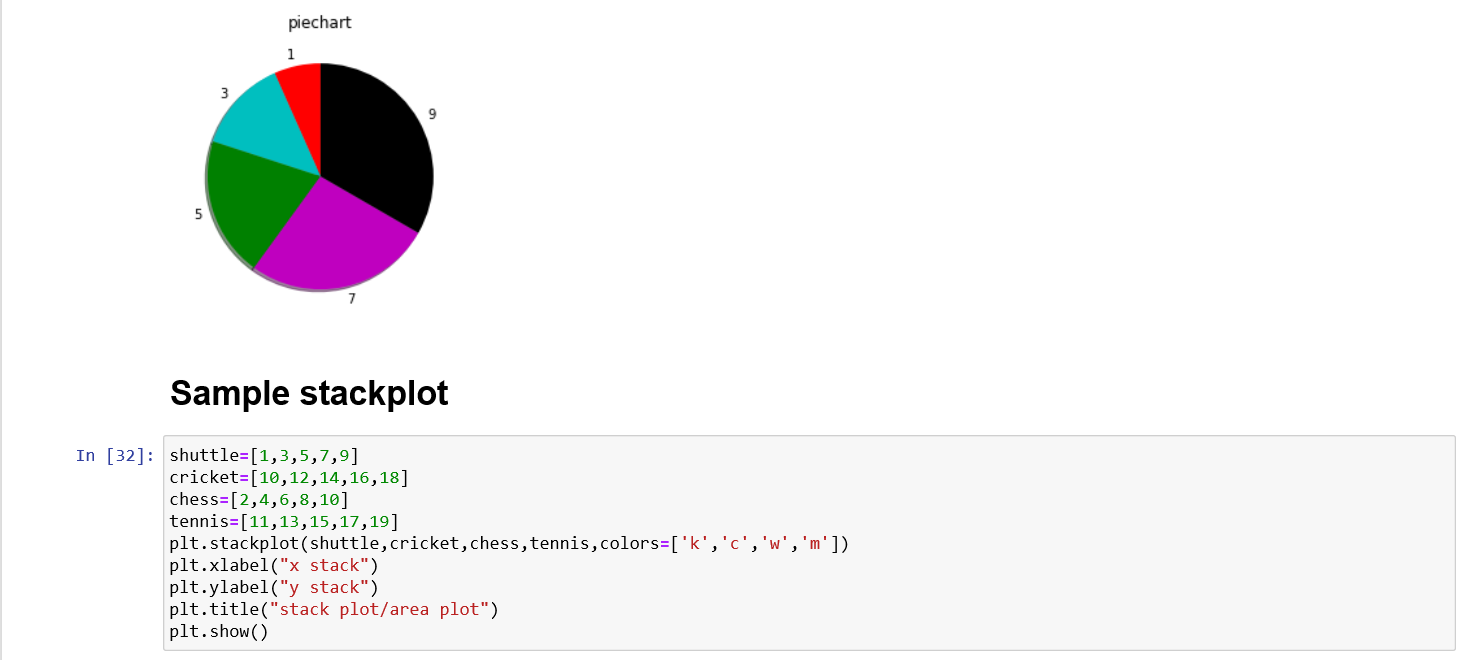 piechart
1
3
9
5
7
Sample stackplot
In [32]:
shuttle=[1,3,5,7,9]
cricket=[10,12,14,16,18]
chess=[2,4,6,8,10]
tennis=[11,13,15,17,19]
plt.stackplot(shuttle,cricket,chess,tennis,colors=['k','c','w','m'])
plt.xlabel("x stack")
plt.ylabel("y stack")
plt.title("stack plot/area plot")
plt.show()